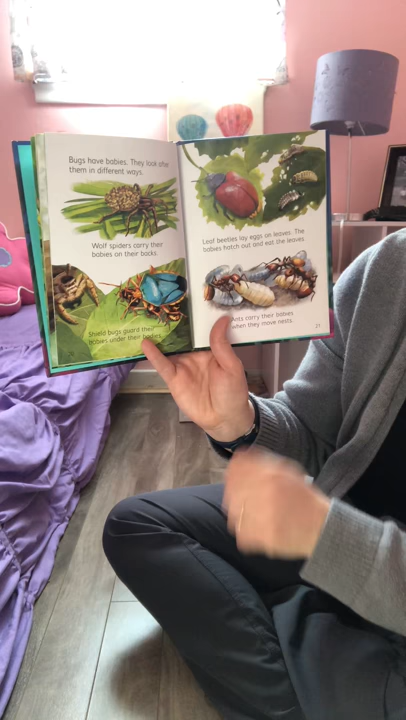 Bugs have babies. They look after
them in different ways.
Wolf spiders carry their
babies on their backs.
Shield bugs guard their
babies under their bodies.
Leaf beetles lay eggs on leaves. The
babies hatch out and eat the leaves.
Ants carry their babies
when they move nests.
21